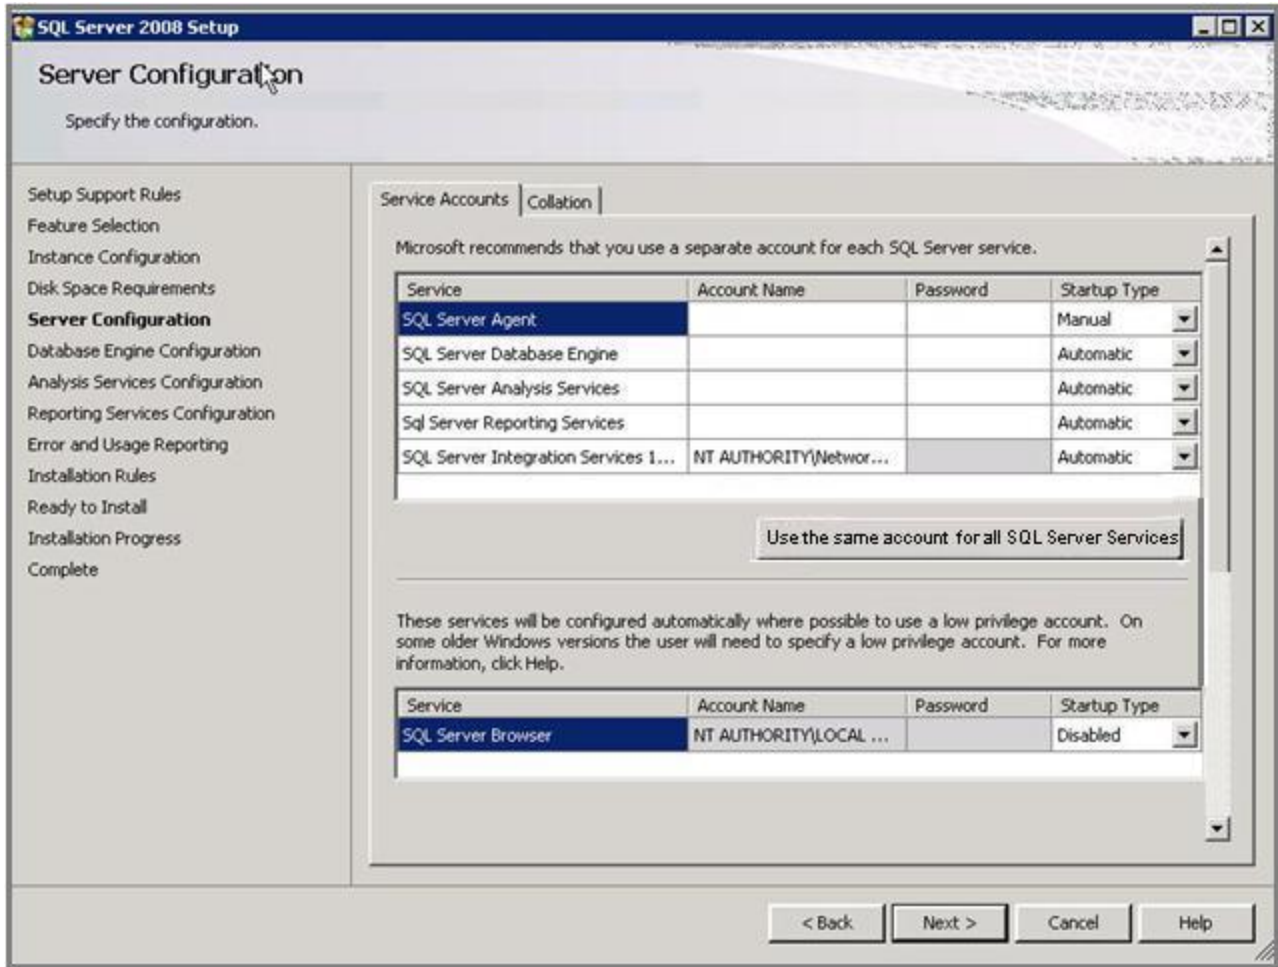 SQL Server 2008 Setup
Server Configuration
Specify the configuration.
Setup Support Rules
Feature Selection
Instance Configuration
Disk Space Requirements
Server Configuration
Database Engine Configuration
Analysis Services Configuration
Reporting Services Configuration
Error and Usage Reporting
Installation Rules
Ready to Install
Installation Progress
Complete
Service Accounts Collation
Microsoft recommends that you use a separate account for each SQL Server service.
Service Account Name Password Startup Type
SQL Server Agent Manual
SQL Server Database Engine Automatic
SQL Server Analysis Services Automatic
Sql Server Reporting Services Automatic
SQL Server Integration Services 1... NT AUTHORITY\Networ... Automatic
Use the same account for all SQL Server Services
These services will be configured automatically where possible to use a low privilege account. On
some older Windows versions the user will need to specify a low privilege account. For more
information, click Help.
Service Account Name Password Startup Type
SQL Server Browser NT AUTHORITY\LOCAL ... Disabled
< Back Next > Cancel Help